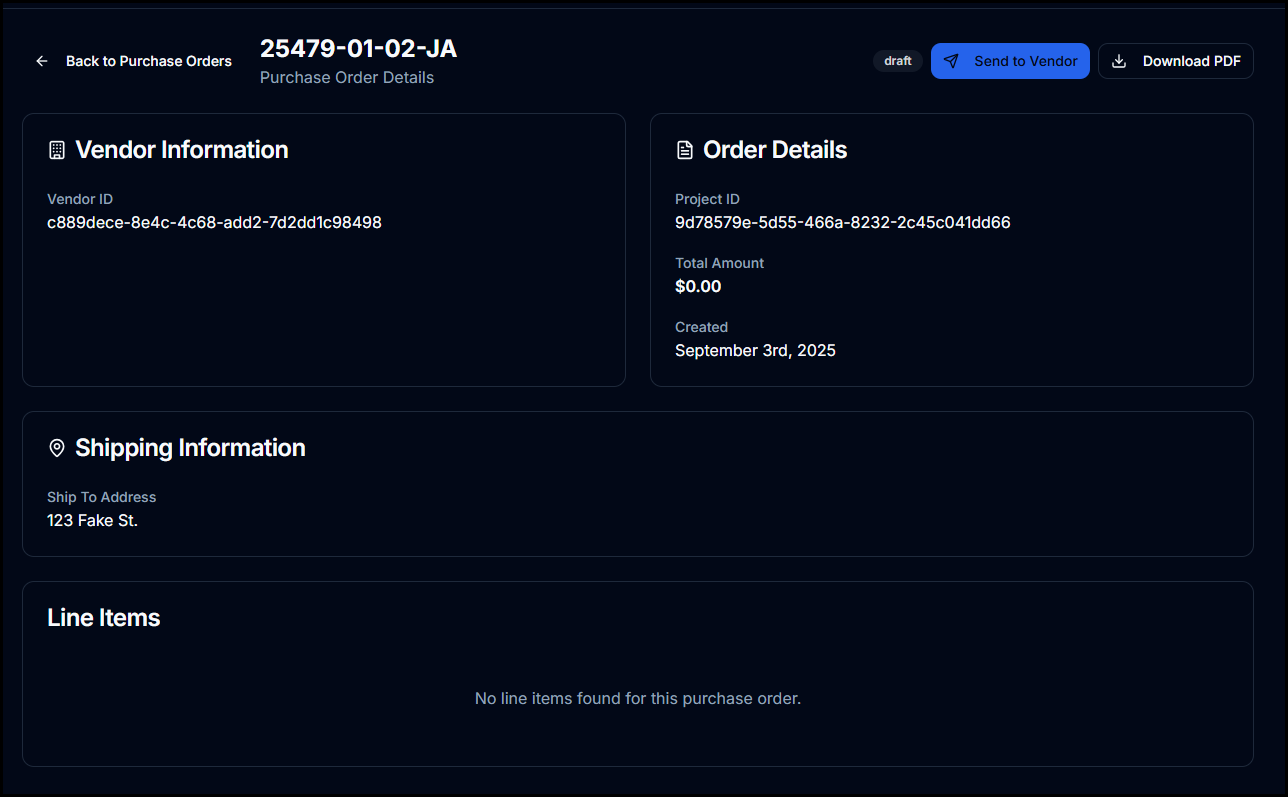 Back to Purchase Orders
25479-01-02-JA
Purchase Order Details
draft
Send to Vendor
Download PDF
Vendor Information
Vendor ID
c889dece-8e4c-4c68-add2-7d2dd1c98498
Order Details
Project ID
9d78579e-5d55-466a-8232-2c45c041dd66
Total Amount
$0.00
Created
September 3rd, 2025
Shipping Information
Ship To Address
123 Fake St.
Line Items
No line items found for this purchase order.